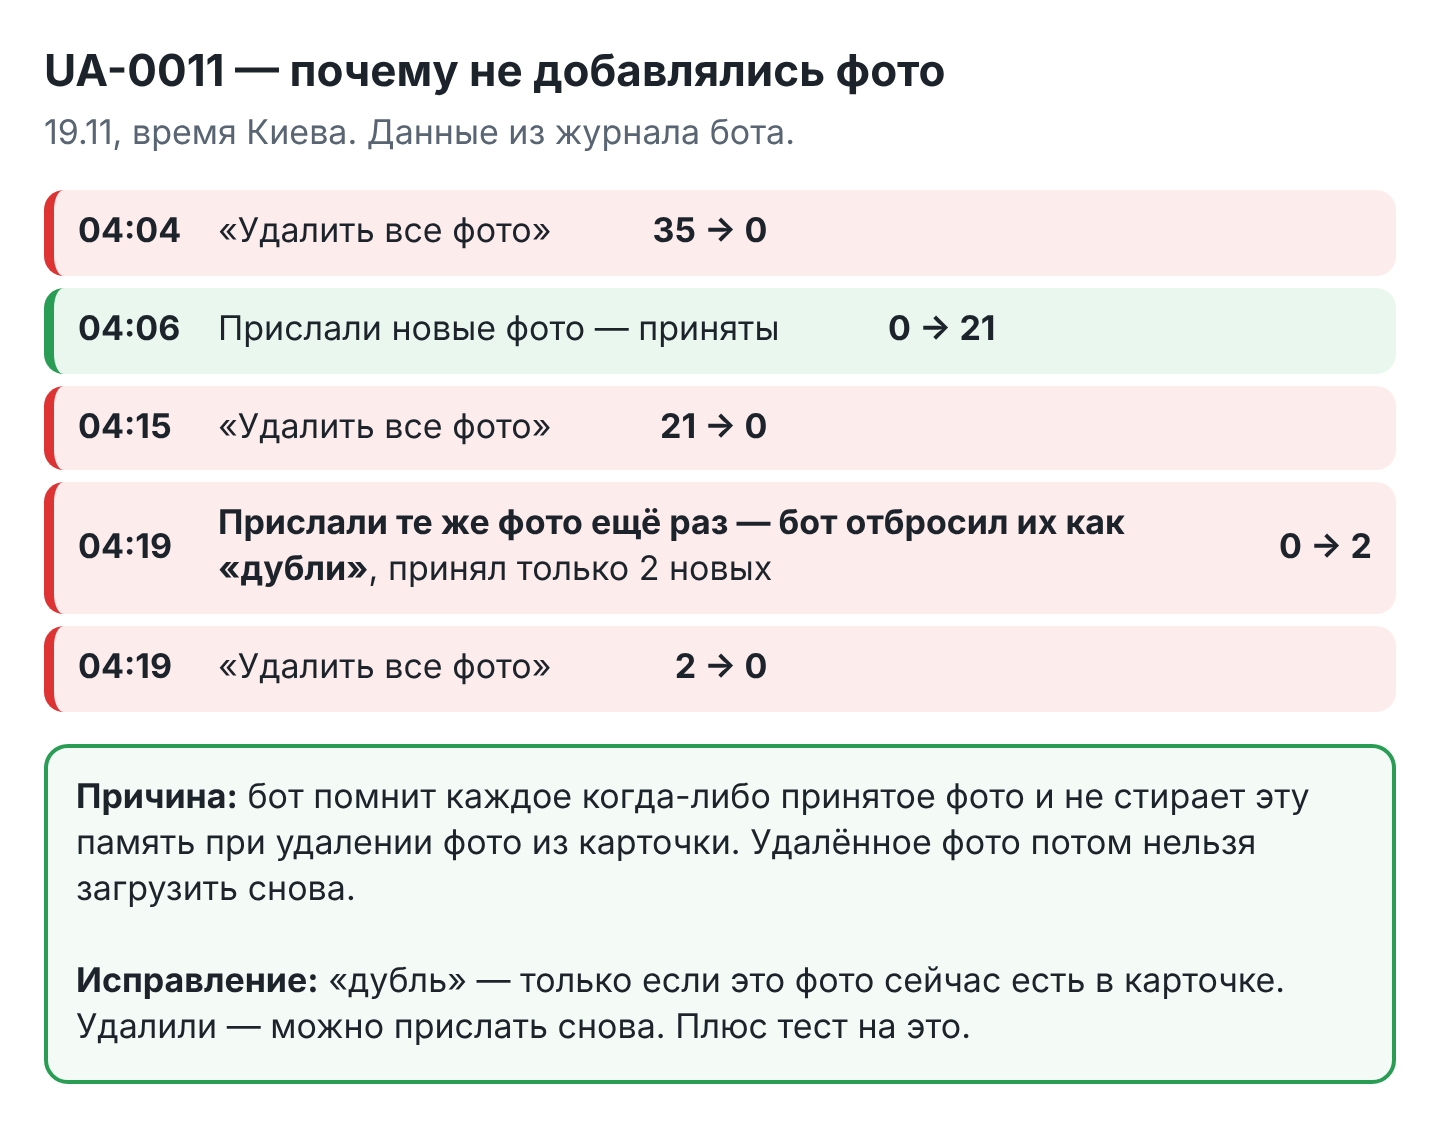 UA-0011 — почему не добавлялись фото
19.11, время Киева. Данные из журнала бота.
04:04 «Удалить все фото» 35 → 0
04:06 Прислали новые фото — приняты 0 → 21
04:15 «Удалить все фото» 21 → 0
04:19 Прислали те же фото ещё раз — бот отбросил их как
«дубли», принял только 2 новых 0 → 2
04:19 «Удалить все фото» 2 → 0
Причина: бот помнит каждое когда-либо принятое фото и не стирает эту
память при удалении фото из карточки. Удалённое фото потом нельзя
загрузить снова.
Исправление: «дубль» — только если это фото сейчас есть в карточке.
Удалили — можно прислать снова. Плюс тест на это.